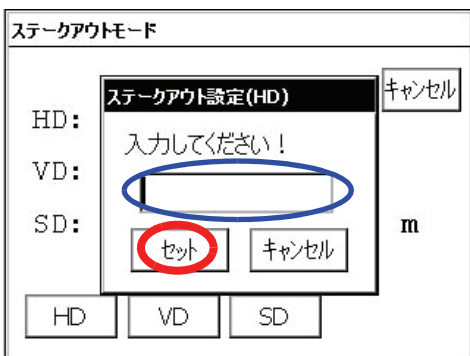 ステークアウトモード
キャンセル
ステークアウト設定(HD)
入力してください！
セット
キャンセル
HD:
VD:
SD:
m
HD
VD
SD